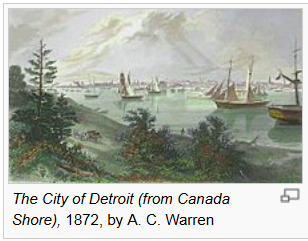 The City of Detroit (from Canada
Shore), 1872, by A. C. Warren